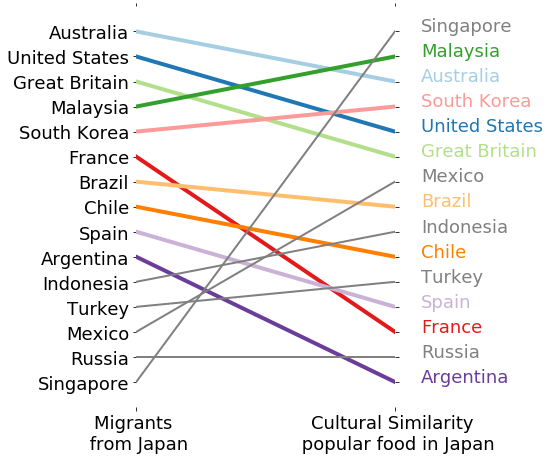 Australia
United States
Great Britain
Malaysia
South Korea
France
Brazil
Chile
Spain
Argentina
Indonesia
Turkey
Mexico
Russia
Singapore
Singapore
Malaysia
Australia
South Korea
United States
Great Britain
Mexico
Brazil
Indonesia
Chile
Turkey
Spain
France
Russia
Argentina
Migrants
from Japan
Cultural Similarity
popular food in Japan